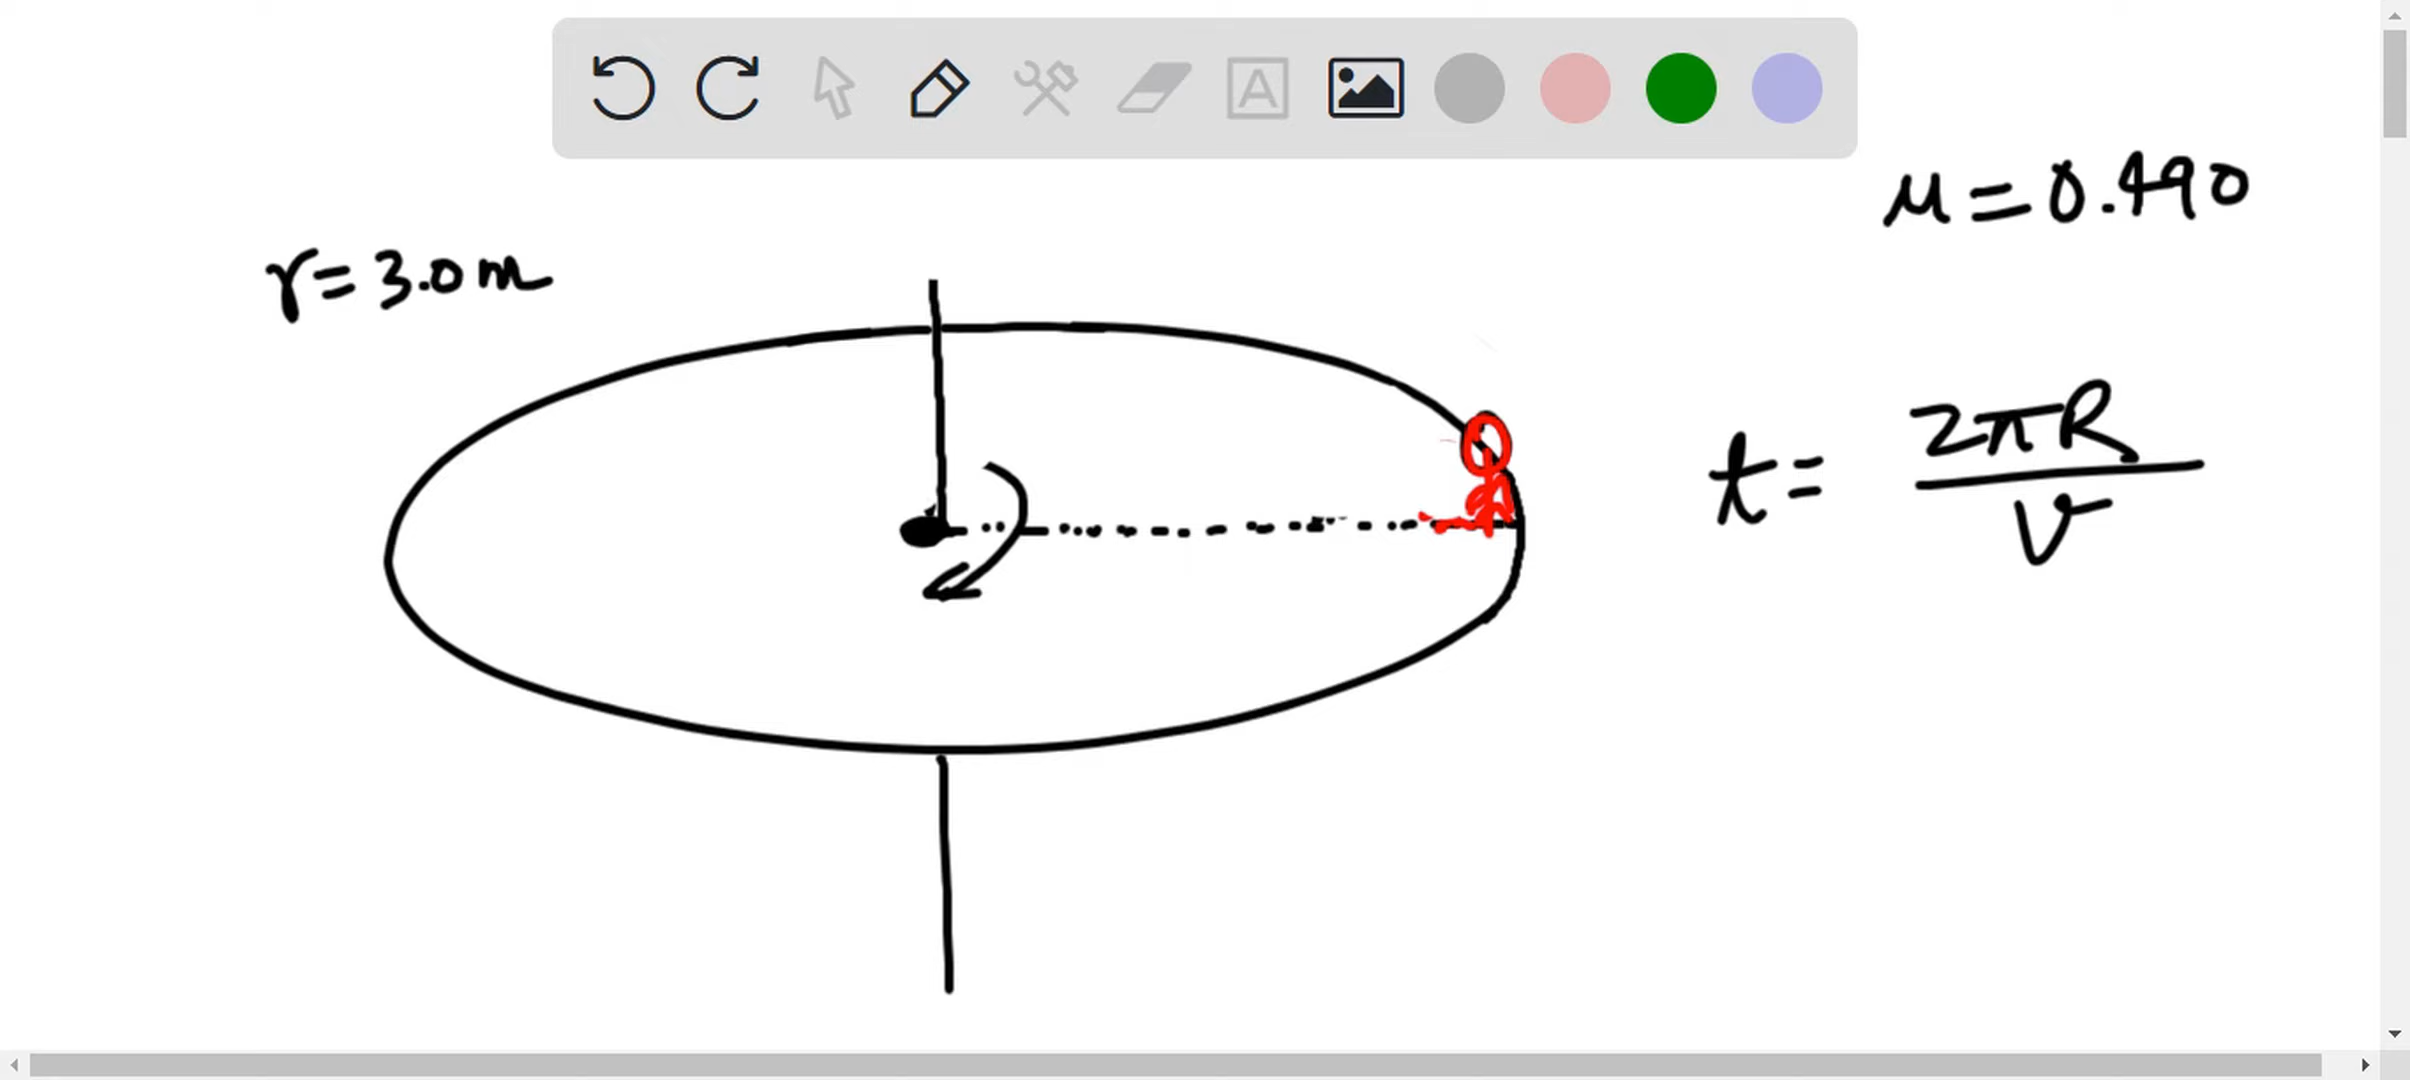 A
μ = 0.490
r = 3.0 m
t = 2πR / v